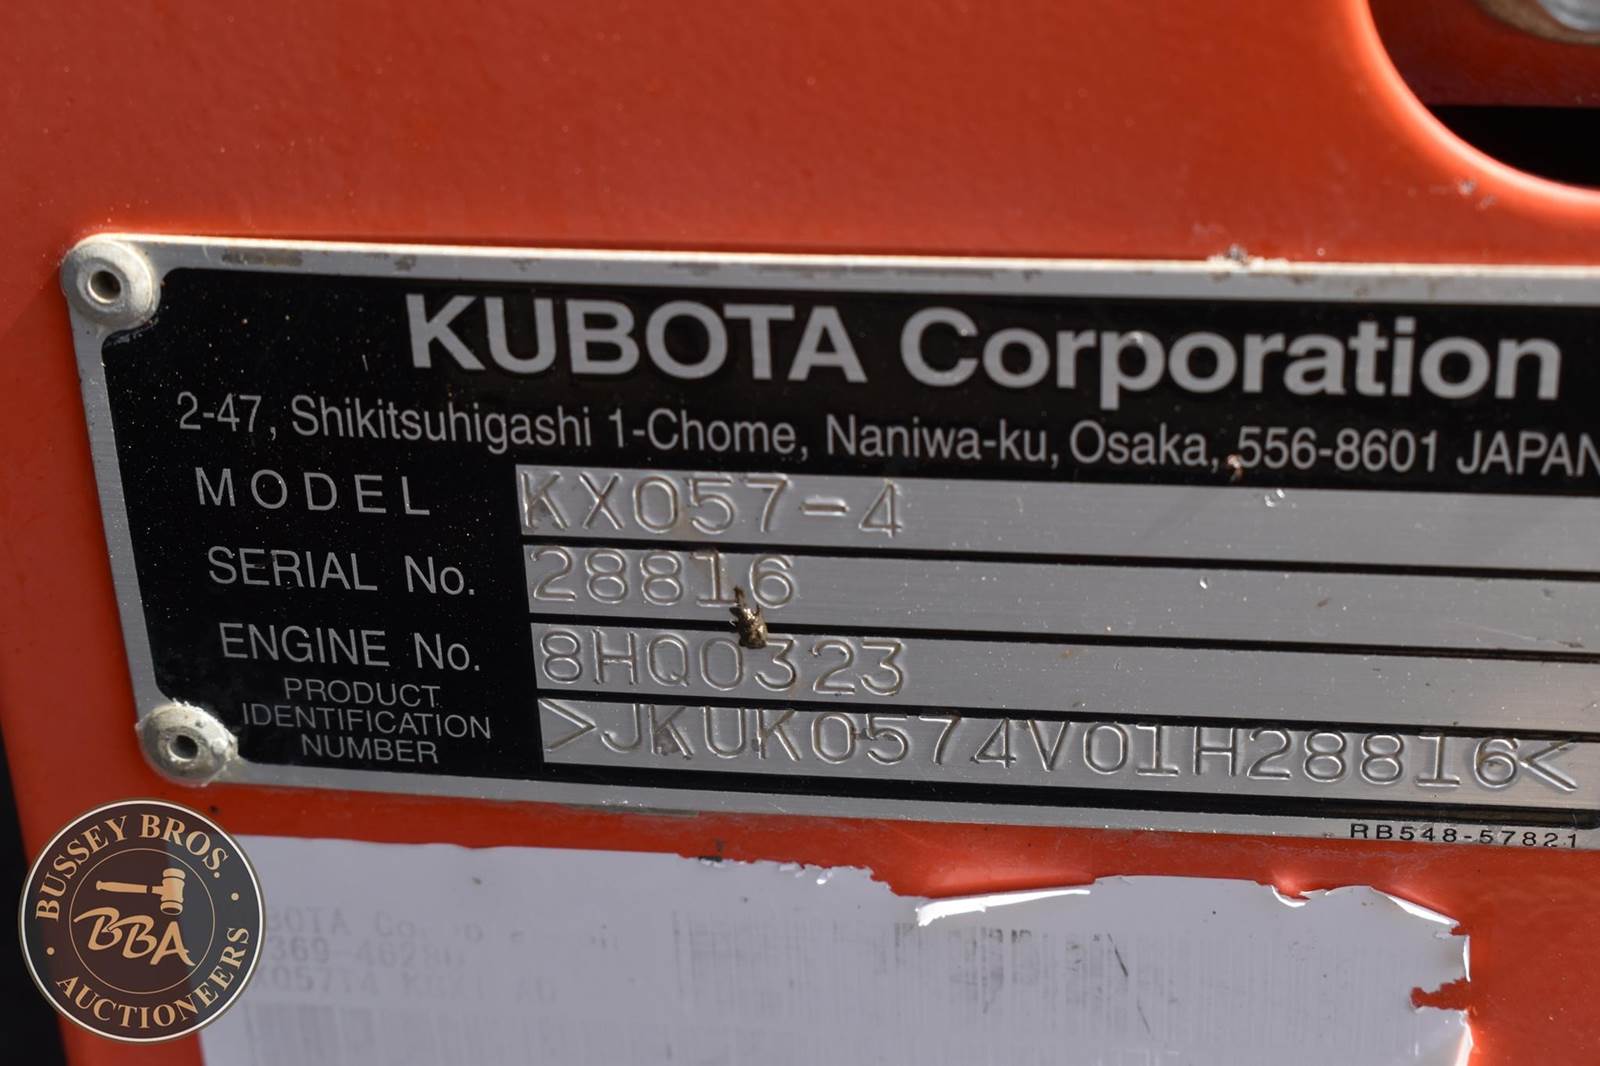 KUBOTA Corporation
2-47, Shikitsuhigashi 1-Chome, Naniwa-ku, Osaka, 556-8601 JAPAN
MODEL KX057-4
SERIAL No. 28816
ENGINE No. 8HQ0323
PRODUCT
IDENTIFICATION
NUMBER >JKUK0574V01H28816<
RB548-57821
BUSSEY BROS.
BBA
AUCTIONEERS